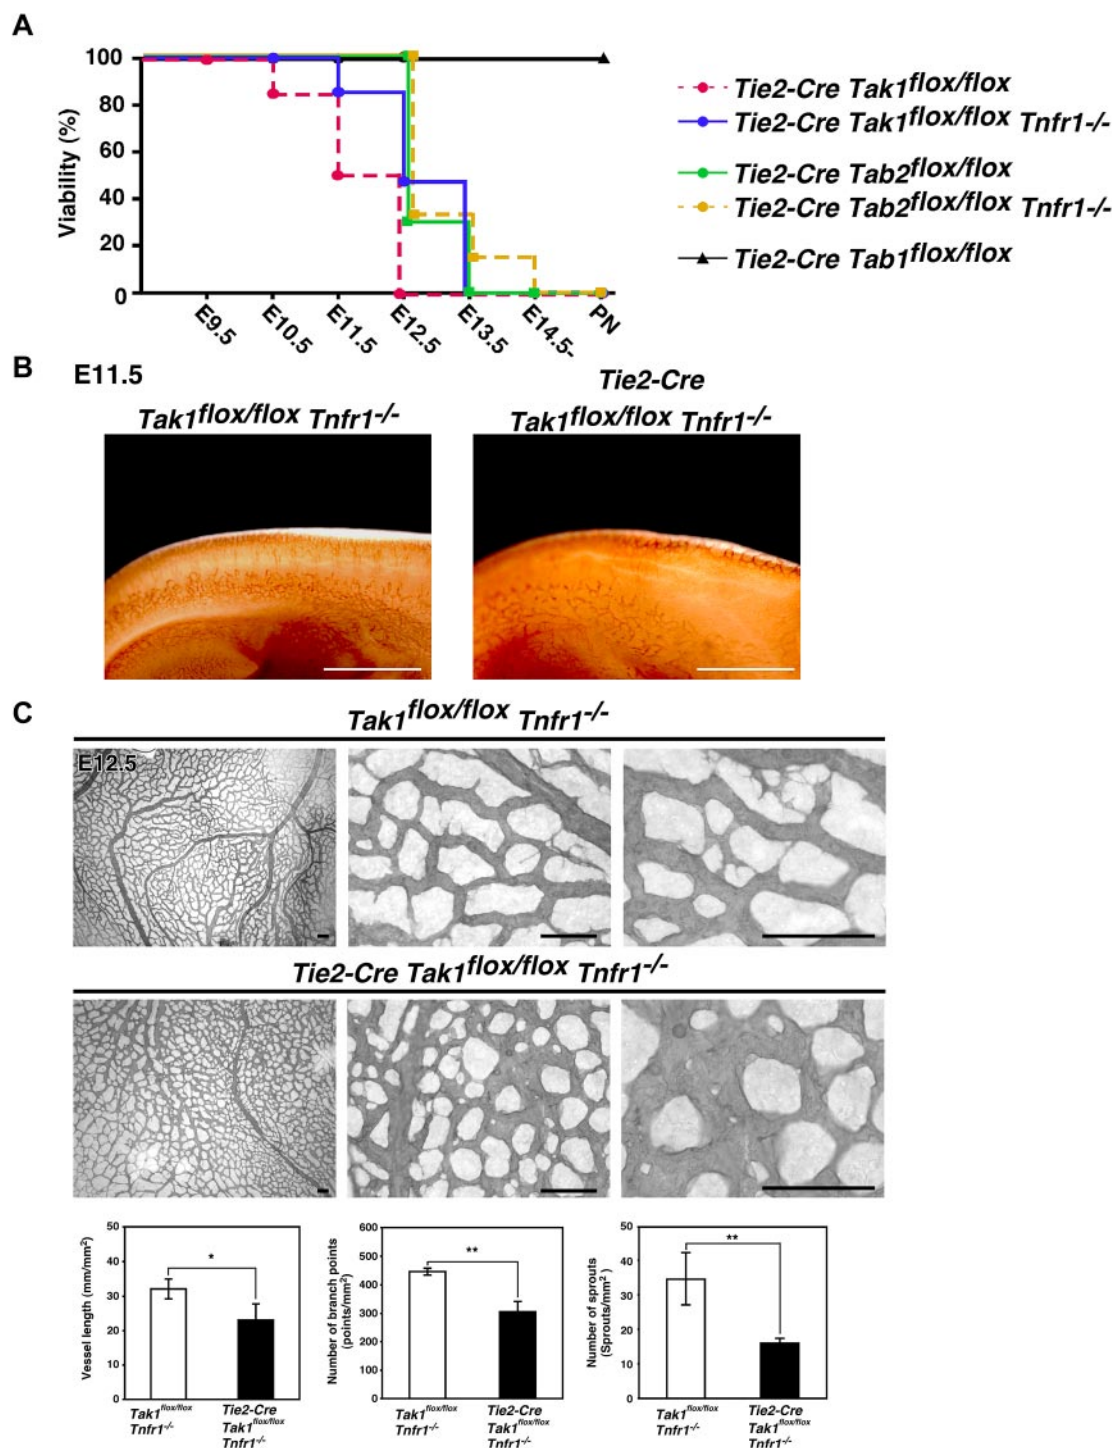 A
100
80
60
40
20
0
Viability (%)
E9.5
E10.5
E11.5
E12.5
E13.5
E14.5-
PN
Tie2-Cre Tak1flox/flox
Tie2-Cre Tak1flox/flox Tnfr1-/-
Tie2-Cre Tab2flox/flox
Tie2-Cre Tab2flox/flox Tnfr1-/-
Tie2-Cre Tab1flox/flox
B
E11.5
Tak1flox/flox Tnfr1-/-
Tie2-Cre
Tak1flox/flox Tnfr1-/-
C
Tak1flox/flox Tnfr1-/-
E12.5
Tie2-Cre Tak1flox/flox Tnfr1-/-
Vessel length (mm/mm²)
50
40
30
20
10
0
*
Tak1flox/flox
Tnfr1-/-
Tie2-Cre
Tak1flox/flox
Tnfr1-/-
Number of branch points
(points/mm²)
600
500
400
300
200
100
0
**
Tak1flox/flox
Tnfr1-/-
Tie2-Cre
Tak1flox/flox
Tnfr1-/-
Number of sprouts
(Sprouts/mm²)
50
40
30
20
10
0
**
Tak1flox/flox
Tnfr1-/-
Tie2-Cre
Tak1flox/flox
Tnfr1-/-